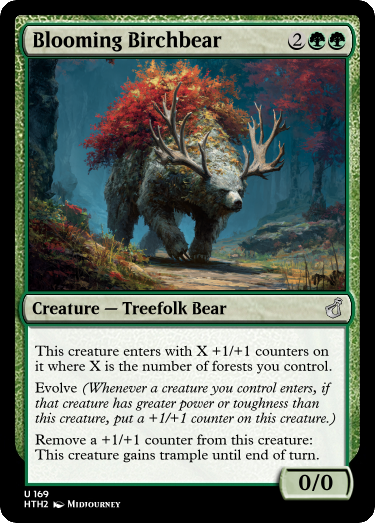 Blooming Birchbear 2
Creature — Treefolk Bear
This creature enters with X +1/+1 counters on
it where X is the number of forests you control.
Evolve (Whenever a creature you control enters, if
that creature has greater power or toughness than
this creature, put a +1/+1 counter on this creature.)
Remove a +1/+1 counter from this creature:
This creature gains trample until end of turn.
0/0
U 169
HTH2 Midjourney